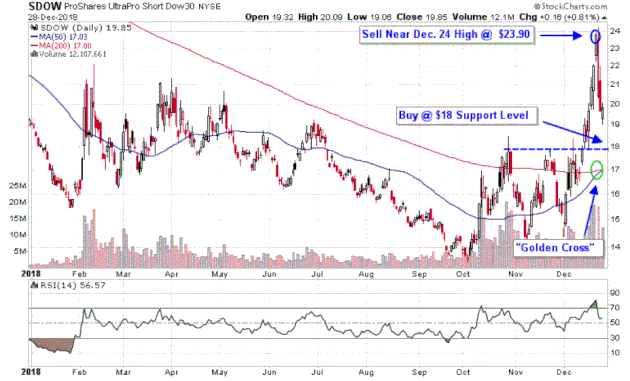 SDOW ProShares UltraPro Short Dow30 NYSE
© StockCharts.com
28-Dec-2018
Open 19.32 High 20.09 Low 19.06 Close 19.85 Volume 12.1M Chg +0.16 (+0.81%)
SDOW (Daily) 19.85
MA(50) 17.03
MA(200) 17.00
Volume 12,107,661
Sell Near Dec. 24 High @ $23.90
Buy @ $18 Support Level
"Golden Cross"
24
23
22
21
20
19
18
17
16
15
14
25M
20M
15M
10M
5M
2018 Feb Mar Apr May Jun Jul Aug Sep Oct Nov Dec
RSI(14) 56.57
90
70
50
30
10
2018 Feb Mar Apr May Jun Jul Aug Sep Oct Nov Dec